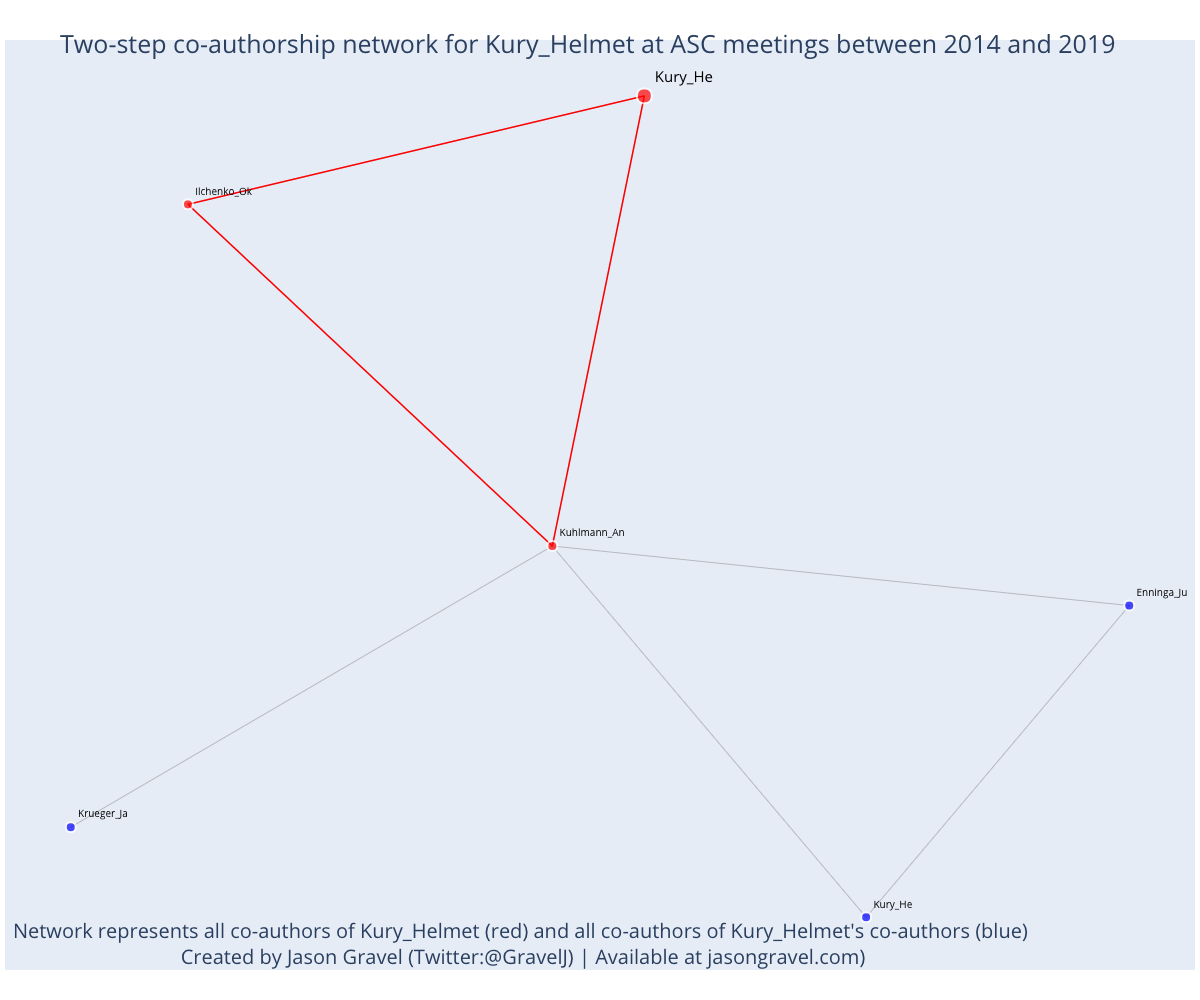 Two-step co-authorship network for Kury_Helmet at ASC meetings between 2014 and 2019
Kury_He
Ilchenko_Ok
Kuhlmann_An
Enninga_Ju
Krueger_Ja
Kury_He
Network represents all co-authors of Kury_Helmet (red) and all co-authors of Kury_Helmet's co-authors (blue)
Created by Jason Gravel (Twitter:@GravelJ) | Available at jasongravel.com)